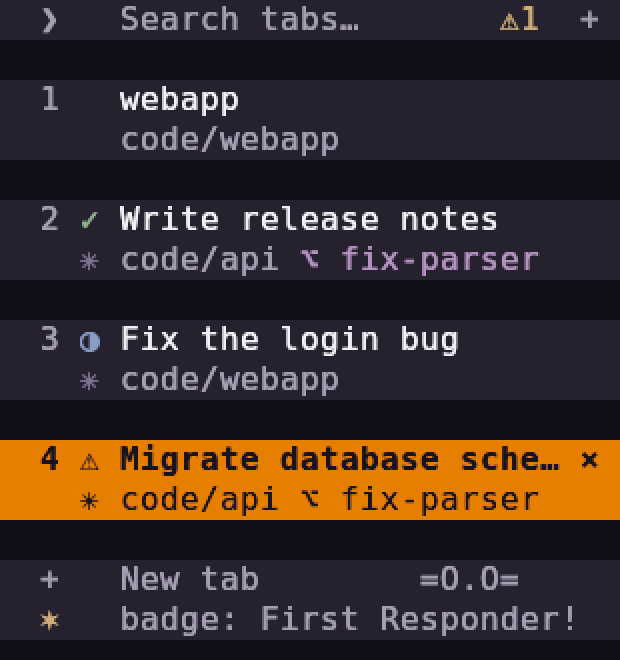 ❯ Search tabs… ⚠1 +
1 webapp
code/webapp
2 ✓ Write release notes
✳ code/api ⌥ fix-parser
3 ◑ Fix the login bug
✳ code/webapp
4 ⚠ Migrate database sche… ×
✳ code/api ⌥ fix-parser
+ New tab =O.O=
✶ badge: First Responder!